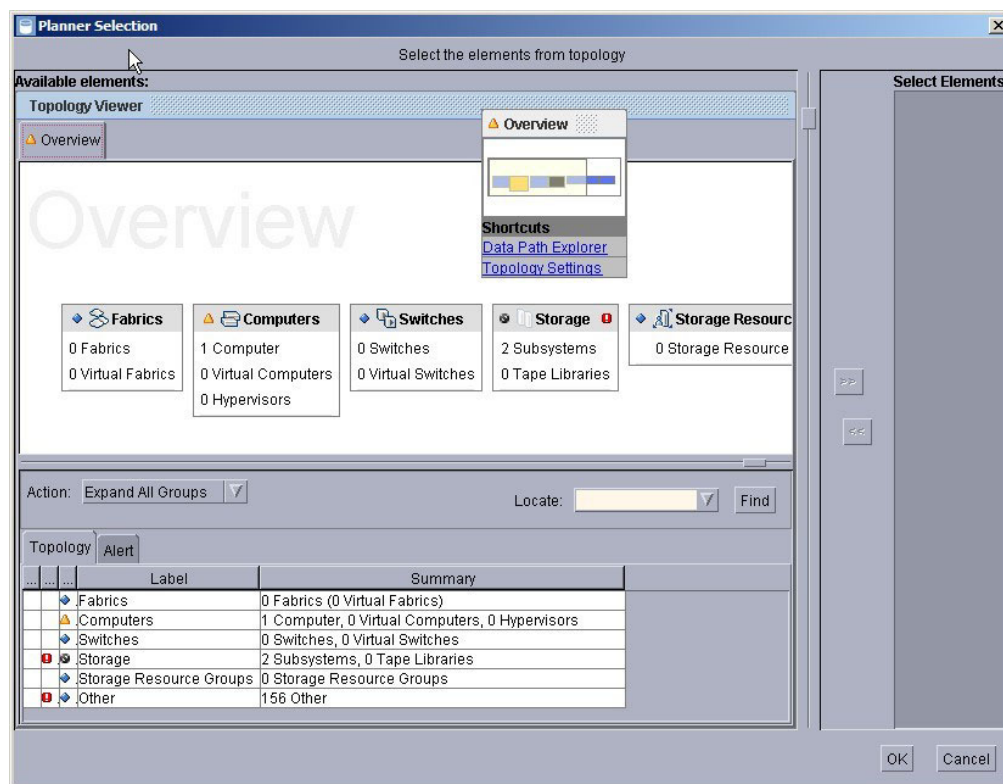 Planner Selection
Select the elements from topology
Available elements:
Select Elements
Topology Viewer
Overview
Overview
Overview
Shortcuts
Data Path Explorer
Topology Settings
Fabrics
0 Fabrics
0 Virtual Fabrics
Computers
1 Computer
0 Virtual Computers
0 Hypervisors
Switches
0 Switches
0 Virtual Switches
Storage
2 Subsystems
0 Tape Libraries
Storage Resourc
0 Storage Resource
>>
<<
Action: Expand All Groups
Locate: Find
Topology Alert
... ... ... Label Summary
Fabrics 0 Fabrics (0 Virtual Fabrics)
Computers 1 Computer, 0 Virtual Computers, 0 Hypervisors
Switches 0 Switches, 0 Virtual Switches
Storage 2 Subsystems, 0 Tape Libraries
Storage Resource Groups 0 Storage Resource Groups
Other 156 Other
OK Cancel